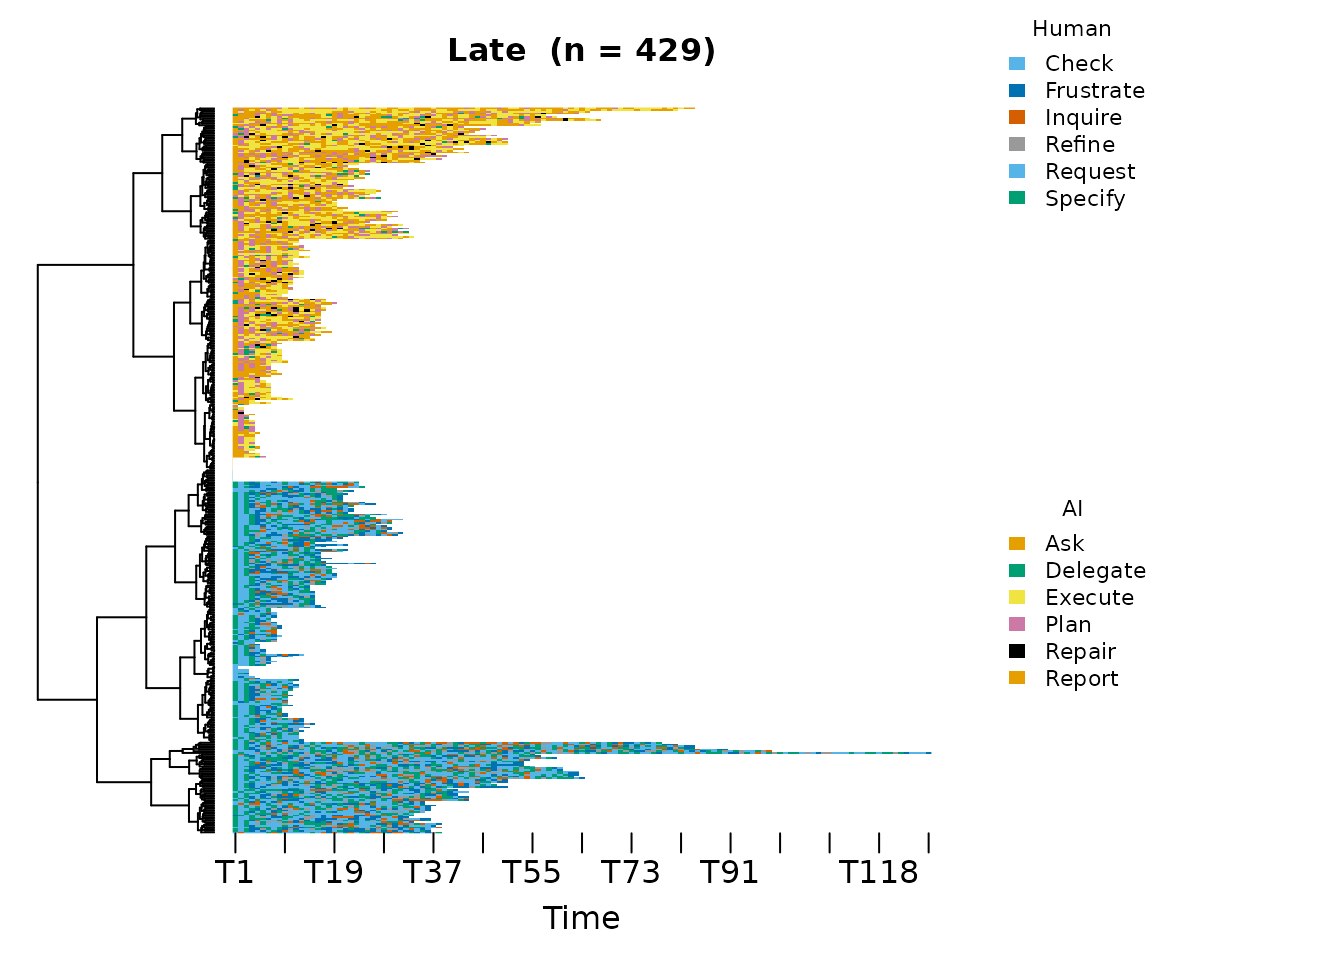 Late  (n = 429)
Human
Check
Frustrate
Inquire
Refine
Request
Specify
AI
Ask
Delegate
Execute
Plan
Repair
Report
T1 T19 T37 T55 T73 T91 T118
Time